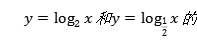 y = log₂ x 和y = log½ x 的